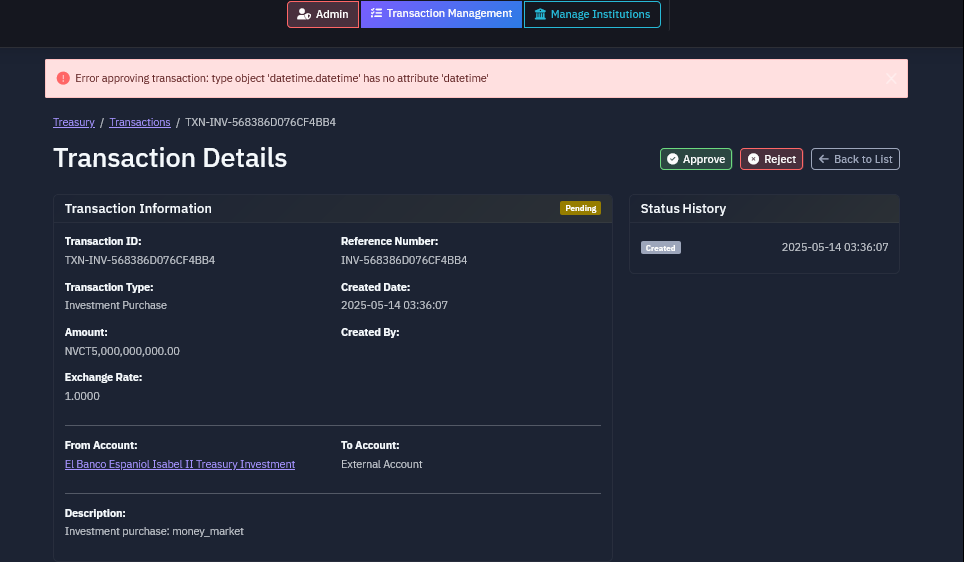 Admin
Transaction Management
Manage Institutions
Error approving transaction: type object 'datetime.datetime' has no attribute 'datetime'
Treasury / Transactions / TXN-INV-568386D076CF4BB4
Transaction Details
Approve
Reject
Back to List
Transaction Information
Pending
Transaction ID:
TXN-INV-568386D076CF4BB4
Reference Number:
INV-568386D076CF4BB4
Transaction Type:
Investment Purchase
Created Date:
2025-05-14 03:36:07
Amount:
NVCT5,000,000,000.00
Created By:
Exchange Rate:
1.0000
From Account:
El Banco Espaniol Isabel II Treasury Investment
To Account:
External Account
Description:
Investment purchase: money_market
Status History
Created
2025-05-14 03:36:07